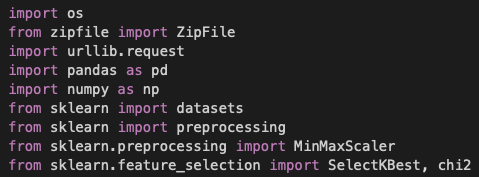 import os
from zipfile import ZipFile
import urllib.request
import pandas as pd
import numpy as np
from sklearn import datasets
from sklearn import preprocessing
from sklearn.preprocessing import MinMaxScaler
from sklearn.feature_selection import SelectKBest, chi2